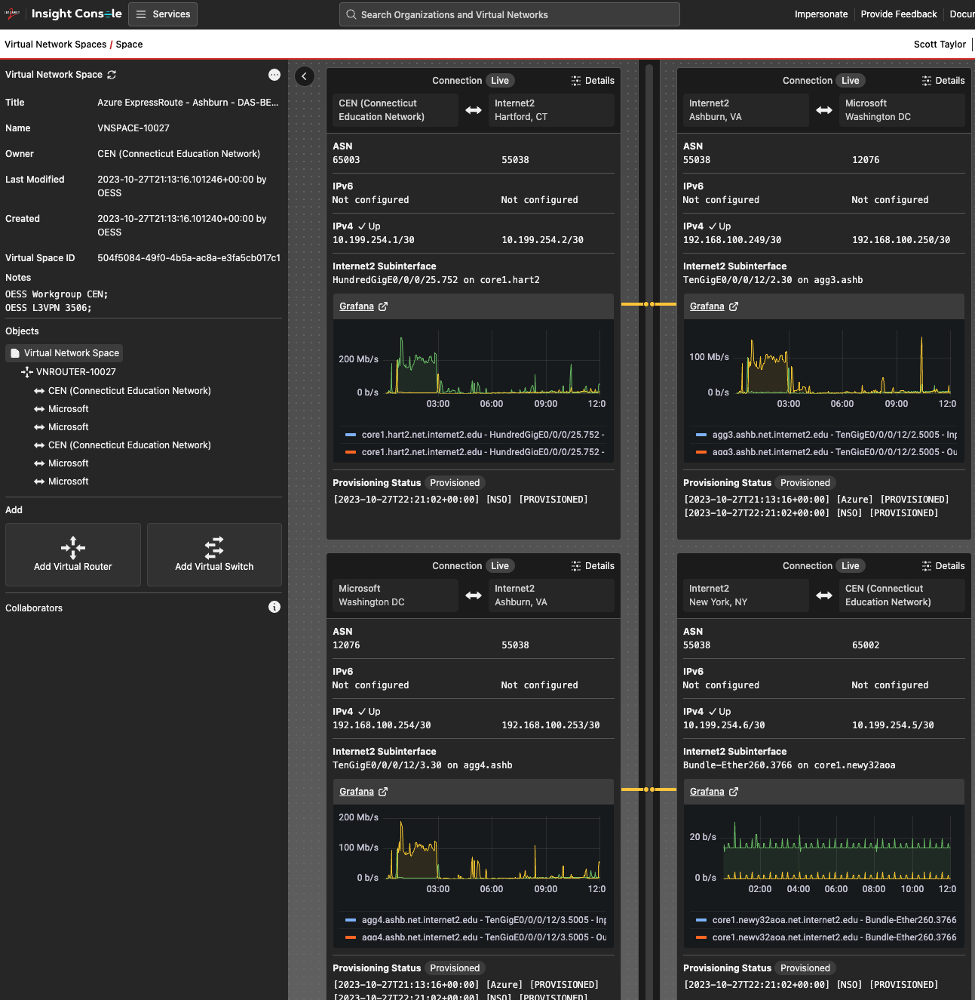 INTERNET
Insight Console
Services
Search Organizations and Virtual Networks
Impersonate
Provide Feedback
Docur
Virtual Network Spaces / Space
Scott Taylor
Virtual Network Space
Title
Azure ExpressRoute - Ashburn - DAS-BE...
Name
VNSPACE-10027
Owner
CEN (Connecticut Education Network)
Last Modified
2023-10-27T21:13:16.101246+00:00 by
OESS
Created
2023-10-27T21:13:16.101240+00:00 by
OESS
Virtual Space ID
504f5084-49f0-4b5a-ac8a-e3fa5cb017c1
Notes
OESS Workgroup CEN;
OESS L3VPN 3506;
Objects
Virtual Network Space
VNROUTER-10027
CEN (Connecticut Education Network)
Microsoft
Microsoft
CEN (Connecticut Education Network)
Microsoft
Microsoft
Add
Add Virtual Router
Add Virtual Switch
Collaborators
Connection Live
Details
CEN (Connecticut
Education Network)
Internet2
Hartford, CT
ASN
65003
55038
IPv6
Not configured
Not configured
IPv4 ✓ Up
10.199.254.1/30
10.199.254.2/30
Internet2 Subinterface
HundredGigE0/0/0/25.752 on core1.hart2
Grafana
200 Mb/s
0 b/s
03:00
06:00
09:00
12:0
core1.hart2.net.internet2.edu - HundredGigE0/0/0/25.752 -
core1.hart2.net.internet2.edu - HundredGigE0/0/0/25.752 -
Provisioning Status Provisioned
[2023-10-27T22:21:02+00:00] [NSO] [PROVISIONED]
Connection Live
Details
Internet2
Ashburn, VA
Microsoft
Washington DC
ASN
55038
12076
IPv6
Not configured
Not configured
IPv4 ✓ Up
192.168.100.249/30
192.168.100.250/30
Internet2 Subinterface
TenGigE0/0/0/12/2.30 on agg3.ashb
Grafana
100 Mb/s
0 b/s
03:00
06:00
09:00
12:0
agg3.ashb.net.internet2.edu - TenGigE0/0/0/12/2.5005 - Inp
agg3.ashb.net.internet2.edu - TenGigE0/0/0/12/2.5005 - Ou
Provisioning Status Provisioned
[2023-10-27T21:13:16+00:00] [Azure] [PROVISIONED]
[2023-10-27T22:21:02+00:00] [NSO] [PROVISIONED]
Connection Live
Details
Microsoft
Washington DC
Internet2
Ashburn, VA
ASN
12076
55038
IPv6
Not configured
Not configured
IPv4 ✓ Up
192.168.100.254/30
192.168.100.253/30
Internet2 Subinterface
TenGigE0/0/0/12/3.30 on agg4.ashb
Grafana
200 Mb/s
100 Mb/s
0 b/s
03:00
06:00
09:00
12:0
agg4.ashb.net.internet2.edu - TenGigE0/0/0/12/3.5005 - Inp
agg4.ashb.net.internet2.edu - TenGigE0/0/0/12/3.5005 - Ou
Provisioning Status Provisioned
[2023-10-27T21:13:16+00:00] [Azure] [PROVISIONED]
[2023-10-27T22:21:02+00:00] [NSO] [PROVISIONED]
Connection Live
Details
Internet2
New York, NY
CEN (Connecticut
Education Network)
ASN
55038
65002
IPv6
Not configured
Not configured
IPv4 ✓ Up
10.199.254.6/30
10.199.254.5/30
Internet2 Subinterface
Bundle-Ether260.3766 on core1.newy32aoa
Grafana
20 b/s
0 b/s
02:00
04:00
06:00
08:00
10:00
12:0
core1.newy32aoa.net.internet2.edu - Bundle-Ether260.3766
core1.newy32aoa.net.internet2.edu - Bundle-Ether260.3766
Provisioning Status Provisioned
[2023-10-27T22:21:02+00:00] [NSO] [PROVISIONED]